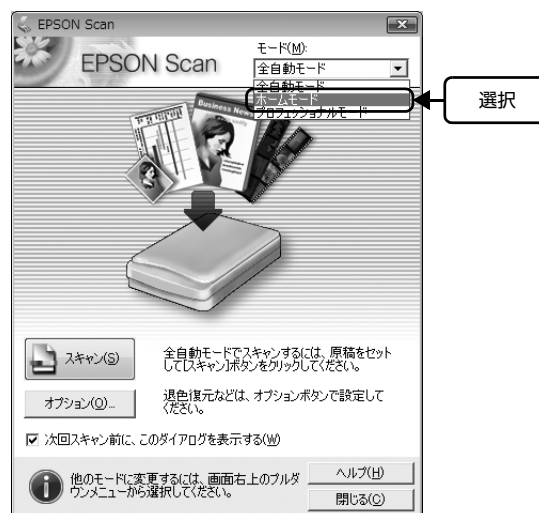 EPSON Scan
EPSON Scan
モード(M):
全自動モード
全自動モード
ホームモード
プロフェッショナルモード
選択
Business News
スキャン(S)
全自動モードでスキャンするには、原稿をセット
して[スキャン]ボタンをクリックしてください。
オプション(O)...
退色復元などは、オプションボタンで設定して
ください。
次回スキャン前に、このダイアログを表示する(W)
他のモードに変更するには、画面右上のプルダ
ウンメニューから選択してください。
ヘルプ(H)
閉じる(C)